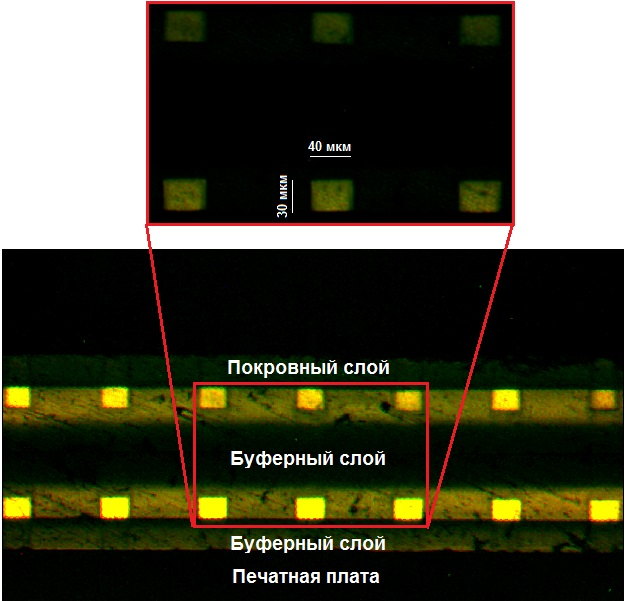 40 мкм
30 мкм
Покровный слой
Буферный слой
Буферный слой
Печатная плата